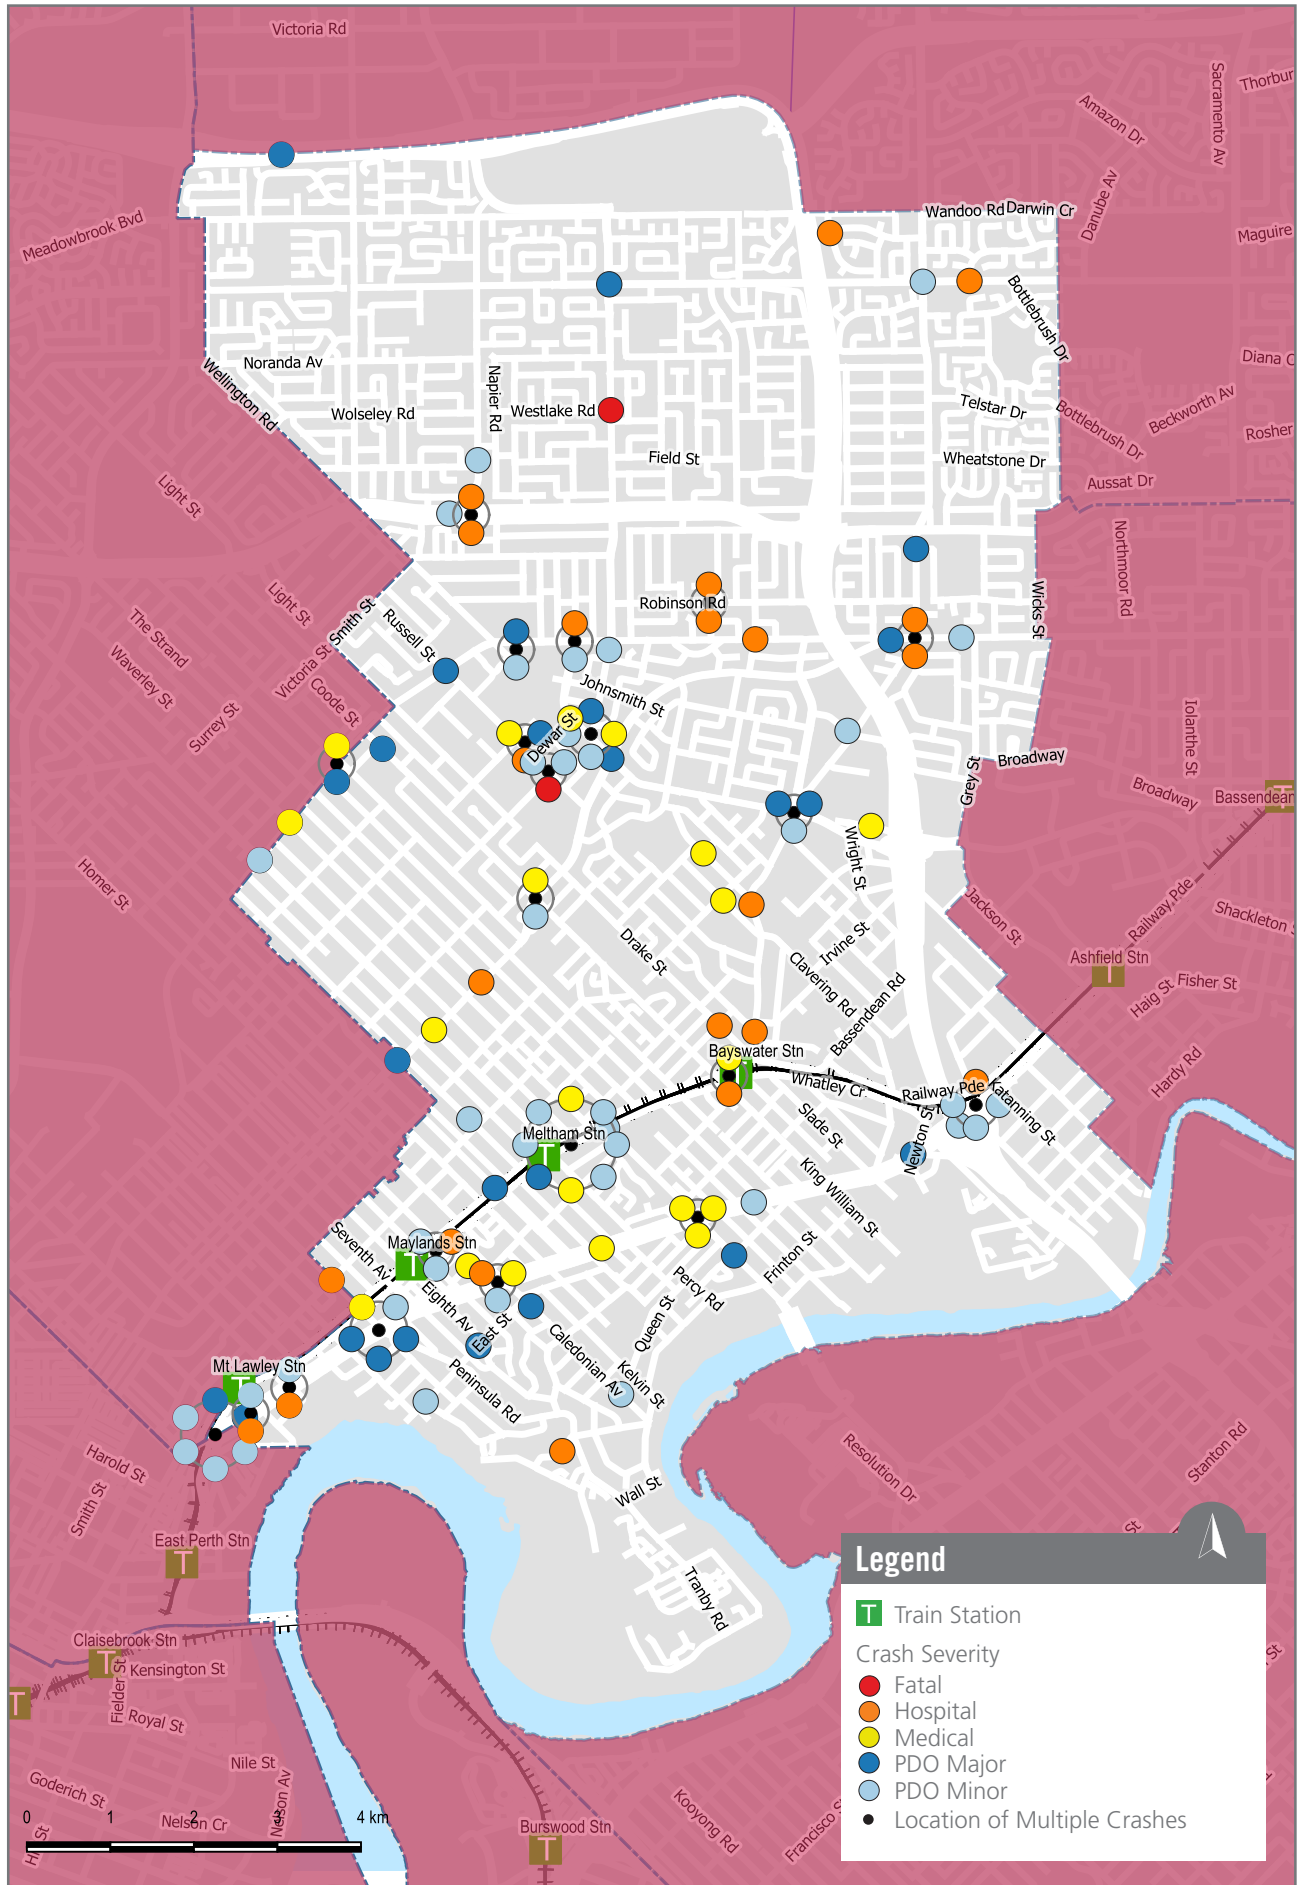 Victoria Rd
Thorbur
Sacramento Av
Amazon Dr
Danube Av
Meadowbrook Bvd
Wandoo Rd
Darwin Cr
Maguire
Bottlebrush Dr
Noranda Av
Diana C
Wellington Rd
Napier Rd
Wolseley Rd
Westlake Rd
Telstar Dr
Beckworth Av
Bottlebrush Dr
Rosher
Field St
Wheatstone Dr
Aussat Dr
Light St
Northmoor Rd
Light St
Smith St
Russell St
Robinson Rd
Wicks St
The Strand
Waverley St
Victoria St
Coode St
Surrey St
Johnsmith St
Dewar St
Iolanthe St
Broadway
Grey St
Broadway
Bassendean
Homer St
Wright St
Railway Pde
Jackson St
Shackleton S
Drake St
Irvine St
Clavering Rd
Bassendean Rd
Ashfield Stn
T
Haig St
Fisher St
Bayswater Stn
Whatley Cr
Railway Pde
Katanning St
Hardy Rd
Slade St
Newton St
Meltham Stn
T
King William St
Seventh Av
Maylands Stn
T
Eighth Av
East St
Percy Rd
Frinton St
Queen St
Caledonian Av
Kelvin St
Mt Lawley Stn
T
Peninsula Rd
Harold St
Smith St
Resolution Dr
Stanton Rd
Wall St
East Perth Stn
T
Tranby Rd
Claisebrook Stn
T
Kensington St
Fielder St
T
Royal St
Nile St
Goderich St
Nelson Cr
Nelson Av
Kooyong Rd
Francisco S
Burswood Stn
T
0 1 2 3 4 km
Legend
T Train Station
Crash Severity
Fatal
Hospital
Medical
PDO Major
PDO Minor
Location of Multiple Crashes